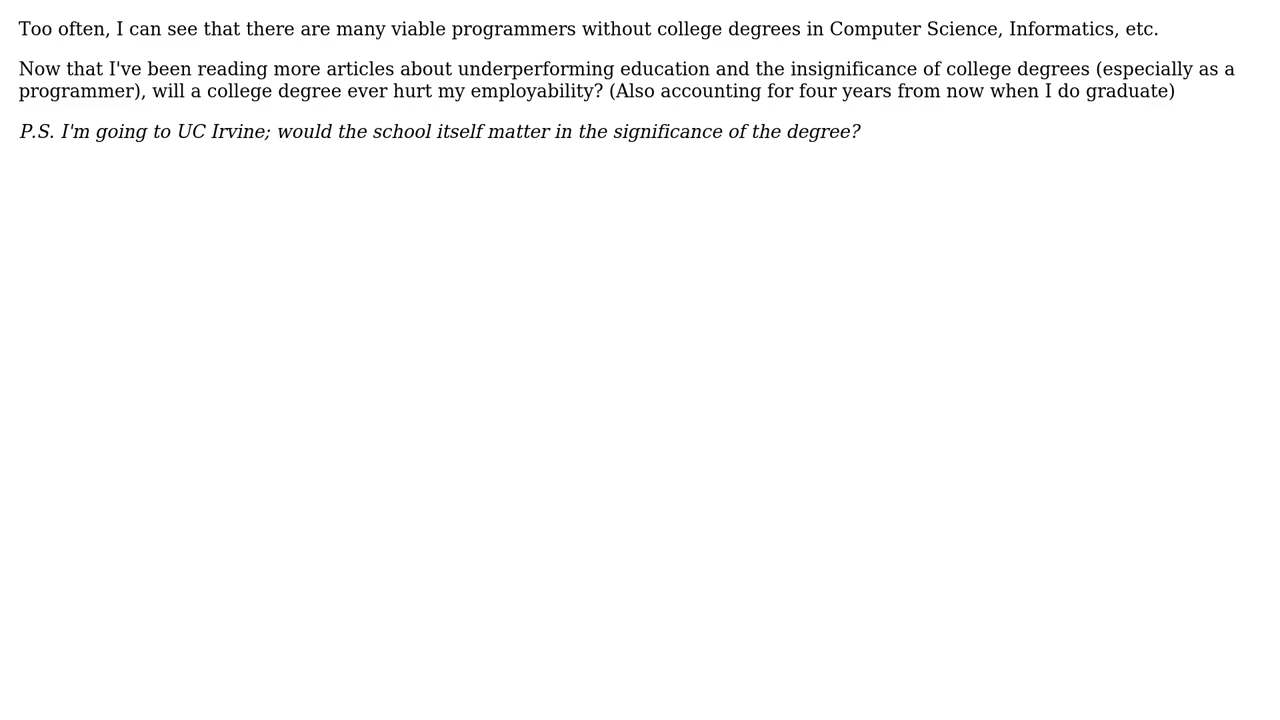 Too often, I can see that there are many viable programmers without college degrees in Computer Science, Informatics, etc.
Now that I've been reading more articles about underperforming education and the insignificance of college degrees (especially as a
programmer), will a college degree ever hurt my employability? (Also accounting for four years from now when I do graduate)
P.S. I'm going to UC Irvine; would the school itself matter in the significance of the degree?